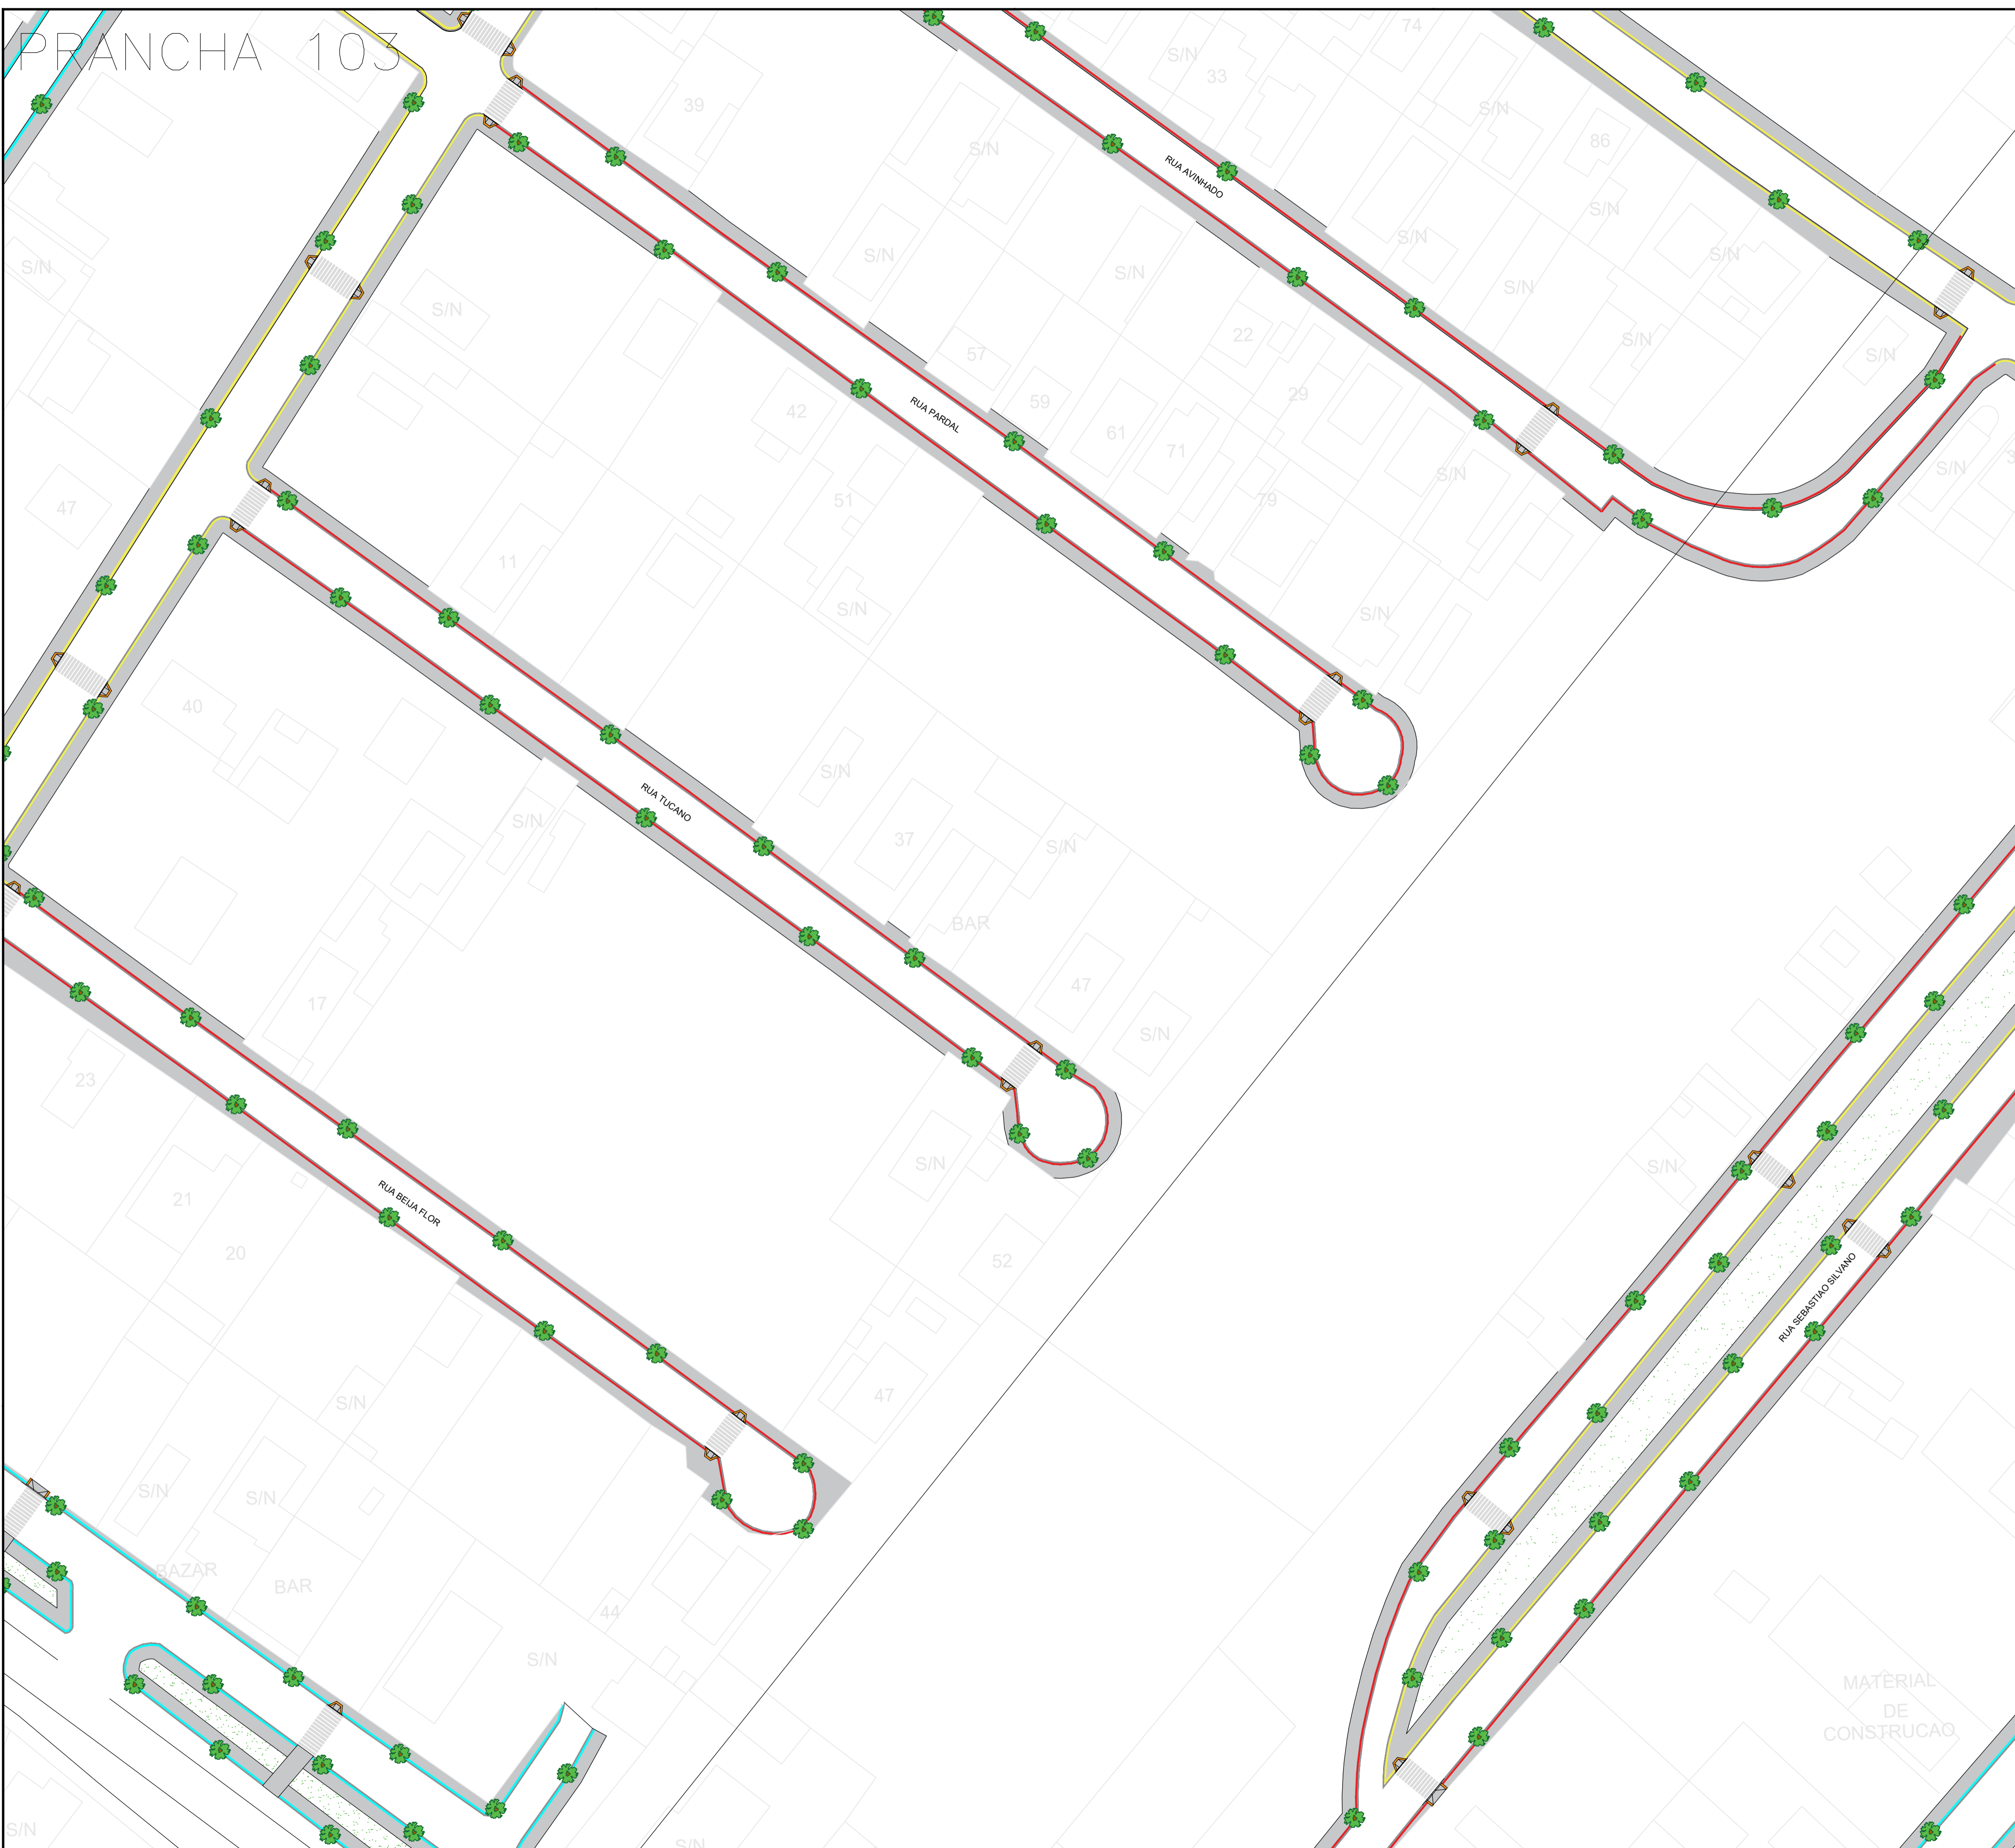 PRANCHA 103
74
S/N
33
39
S/N
86
S/N
RUA AVINHADO
S/N
S/N
S/N
S/N
S/N
S/N
S/N
S/N
S/N
22
S/N
57
S/N
29
59
RUA PARDAL
42
61
71
S/N
S/N
79
51
47
11
S/N
S/N
40
S/N
RUA TUCANO
S/N
37
S/N
BAR
47
17
S/N
23
S/N
S/N
21
RUA BEIJA FLOR
20
52
RUA SEBASTIAO SILVANO
47
S/N
S/N
S/N
BAZAR
BAR
44
S/N
MATERIAL
DE
CONSTRUCAO
S/N
S/N